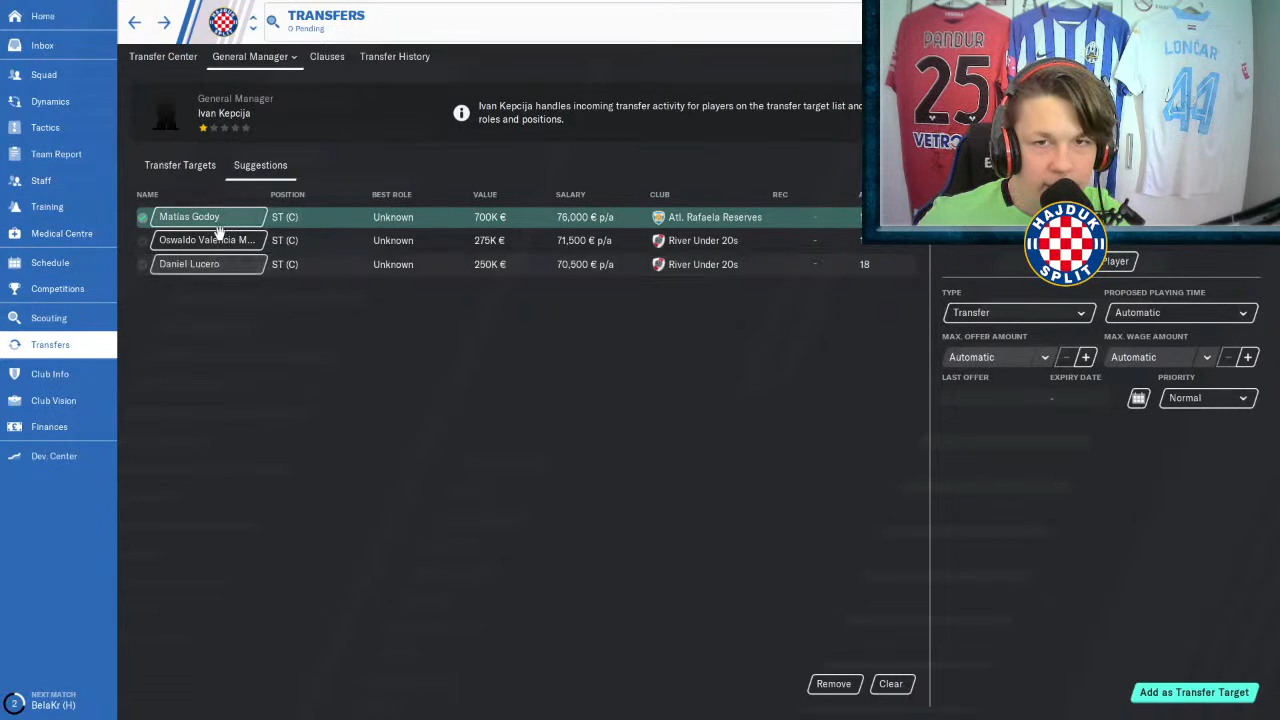 Home
TRANSFERS
0 Pending
Inbox
Squad
Dynamics
Tactics
Team Report
Staff
Training
Medical Centre
Schedule
Competitions
Scouting
Transfers
Club Info
Club Vision
Finances
Dev. Center
2
NEXT MATCH
BelaKr (H)
Transfer Center
General Manager
Clauses
Transfer History
General Manager
Ivan Kepcija
Ivan Kepcija handles incoming transfer activity for players on the transfer target list and
roles and positions.
Transfer Targets
Suggestions
NAME POSITION BEST ROLE VALUE SALARY CLUB REC
Matías Godoy ST (C) Unknown 700K € 76,000 € p/a Atl. Rafaela Reserves -
Oswaldo Valencia M... ST (C) Unknown 275K € 71,500 € p/a River Under 20s -
Daniel Lucero ST (C) Unknown 250K € 70,500 € p/a River Under 20s - 18
PANDUR
25
VETRO
LONČAR
44
HAJDUK
SPLIT
Player
TYPE PROPOSED PLAYING TIME
Transfer Automatic
MAX. OFFER AMOUNT MAX. WAGE AMOUNT
Automatic - + Automatic - +
LAST OFFER EXPIRY DATE PRIORITY
- Normal
Remove
Clear
Add as Transfer Target